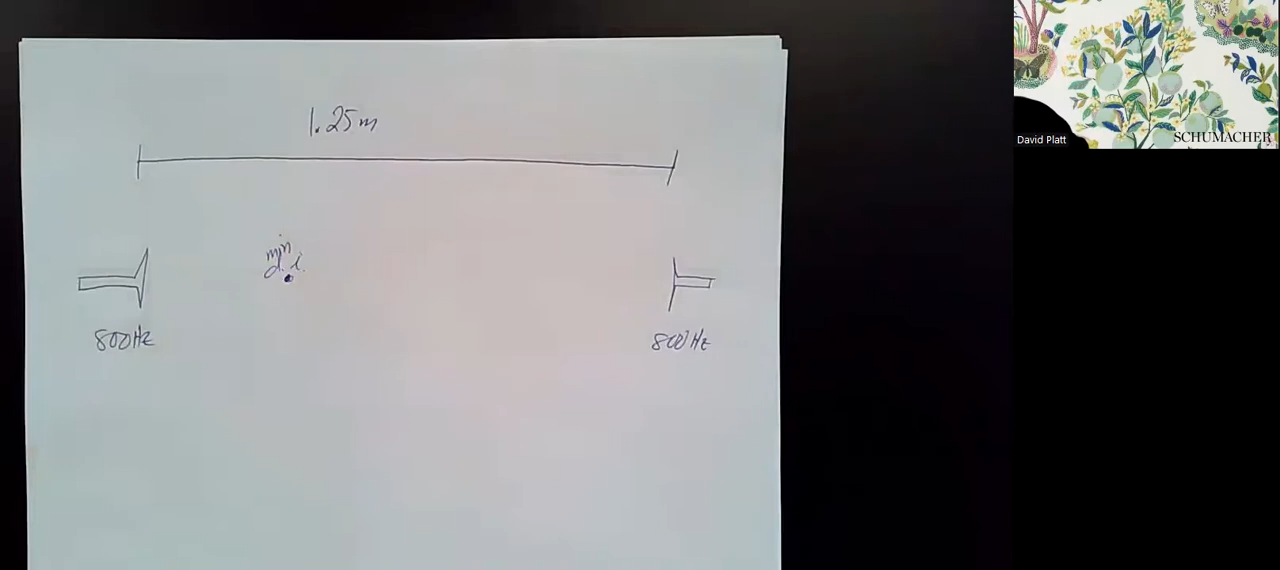 1.25m
min
d.i.
800Hz
800Hz
David Platt
SCHUMACHER